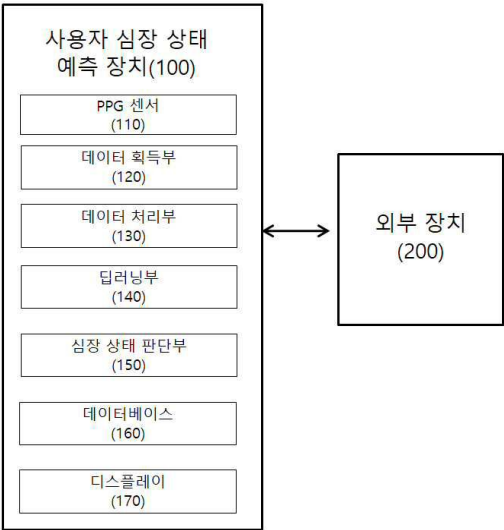 사용자 심장 상태
예측 장치(100)
PPG 센서
(110)
데이터 획득부
(120)
데이터 처리부
(130)
딥러닝부
(140)
심장 상태 판단부
(150)
데이터베이스
(160)
디스플레이
(170)
외부 장치
(200)